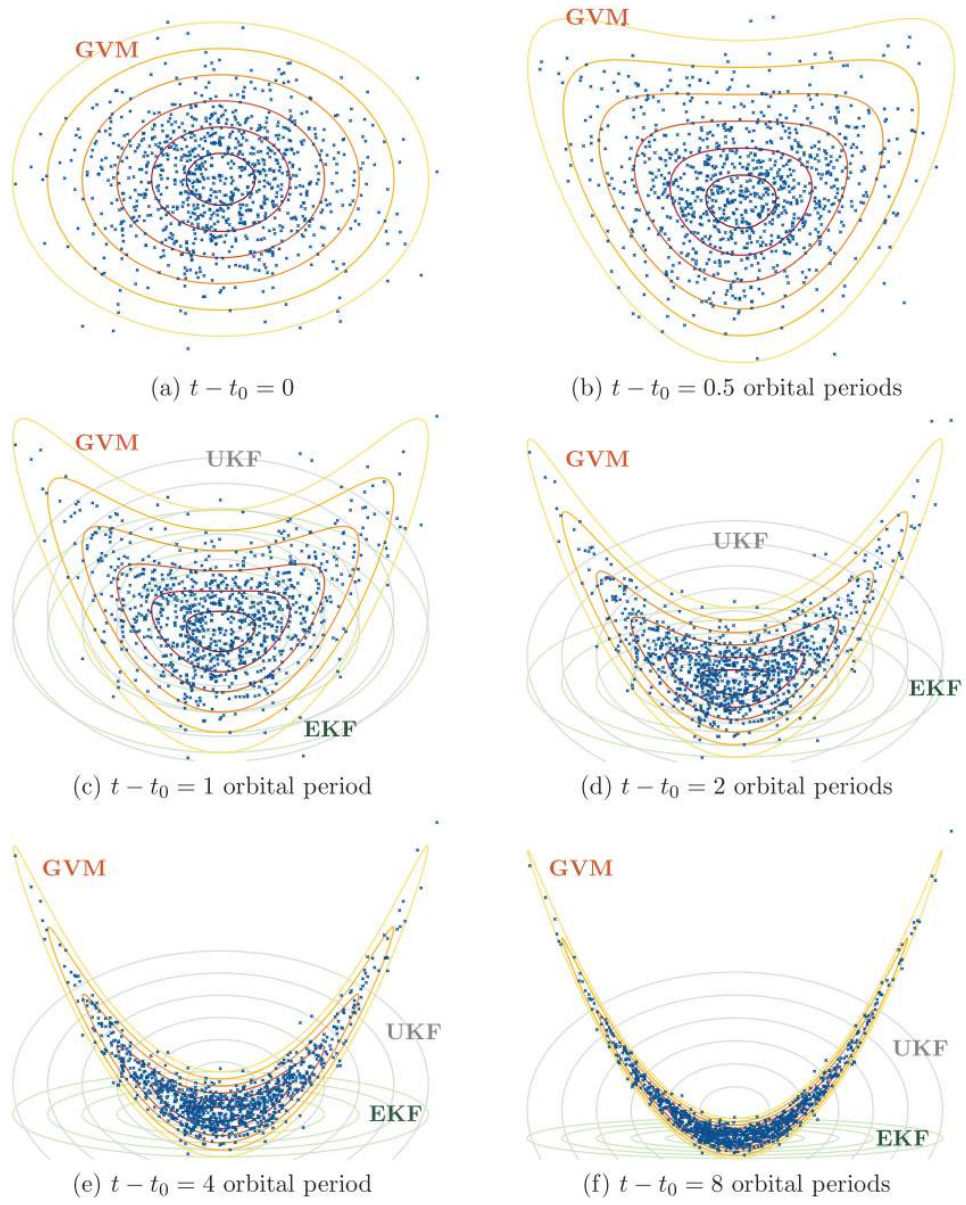 GVM
GVM
(a) t − t₀ = 0
(b) t − t₀ = 0.5 orbital periods
GVM
UKF
EKF
(c) t − t₀ = 1 orbital period
GVM
UKF
EKF
(d) t − t₀ = 2 orbital periods
GVM
UKF
EKF
(e) t − t₀ = 4 orbital period
GVM
UKF
EKF
(f) t − t₀ = 8 orbital periods